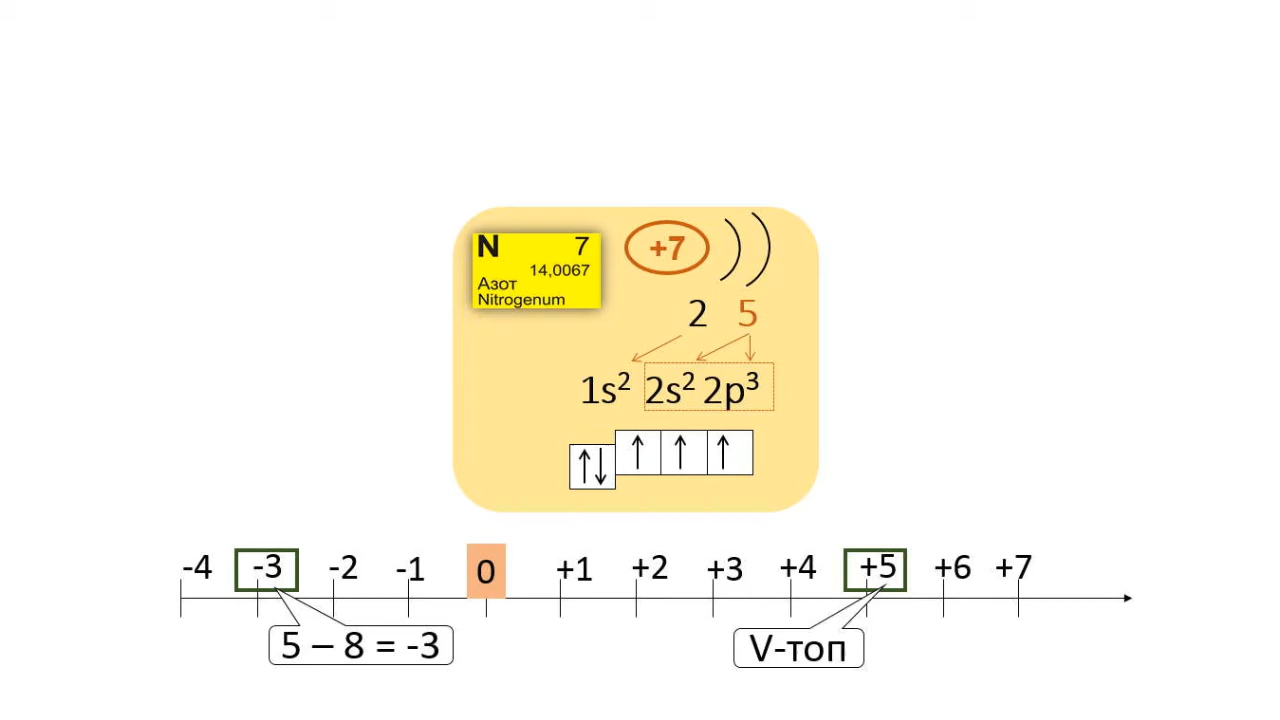 N 7
14,0067
Азот
Nitrogenum
+7
2 5
1s² 2s² 2p³
↑↓ ↑ ↑ ↑
-4 -3 -2 -1 0 +1 +2 +3 +4 +5 +6 +7
5 – 8 = -3
V-топ